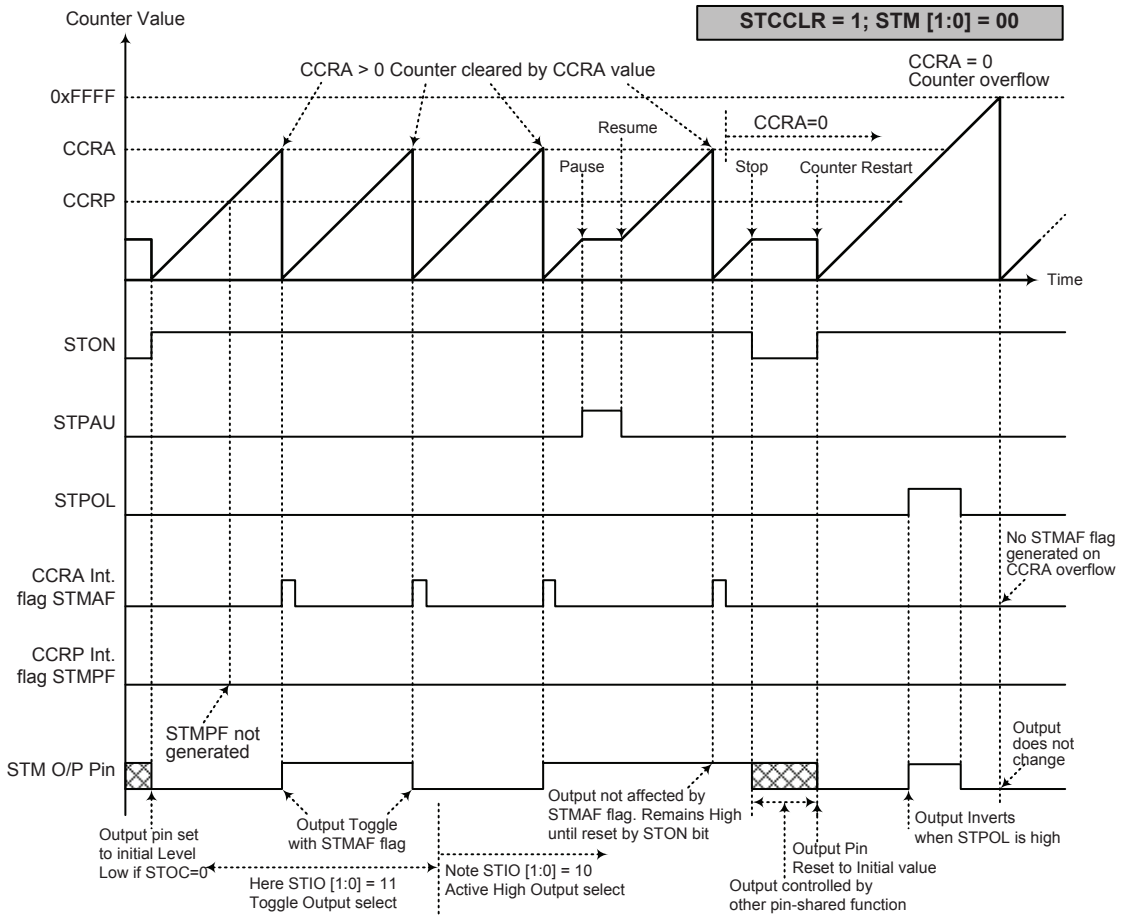 Counter Value
STCCLR = 1; STM [1:0] = 00
CCRA > 0 Counter cleared by CCRA value
CCRA = 0
Counter overflow
0xFFFF
Resume
CCRA=0
CCRA
Pause
Stop
Counter Restart
CCRP
Time
STON
STPAU
STPOL
No STMAF flag
generated on
CCRA overflow
CCRA Int.
flag STMAF
CCRP Int.
flag STMPF
STMPF not
generated
Output
does not
change
STM O/P Pin
Output pin set
to initial Level
Low if STOC=0
Output Toggle
with STMAF flag
Here STIO [1:0] = 11
Toggle Output select
Note STIO [1:0] = 10
Active High Output select
Output not affected by
STMAF flag. Remains High
until reset by STON bit
Output Pin
Reset to Initial value
Output controlled by
other pin-shared function
Output Inverts
when STPOL is high